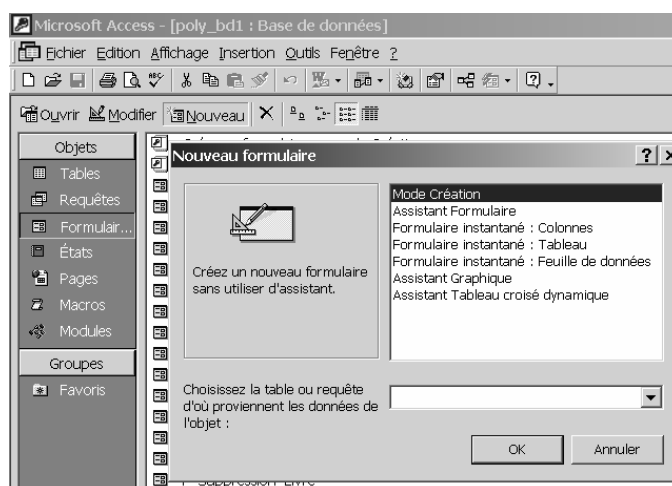 Microsoft Access - [poly_bd1 : Base de données]
Fichier Edition Affichage Insertion Outils Fenêtre ?
Ouvrir Modifier Nouveau
Objets
Tables
Requêtes
Formulair...
États
Pages
Macros
Modules
Groupes
Favoris
Nouveau formulaire
Créez un nouveau formulaire
sans utiliser d'assistant.
Mode Création
Assistant Formulaire
Formulaire instantané : Colonnes
Formulaire instantané : Tableau
Formulaire instantané : Feuille de données
Assistant Graphique
Assistant Tableau croisé dynamique
Choisissez la table ou requête
d'où proviennent les données de
l'objet :
OK Annuler